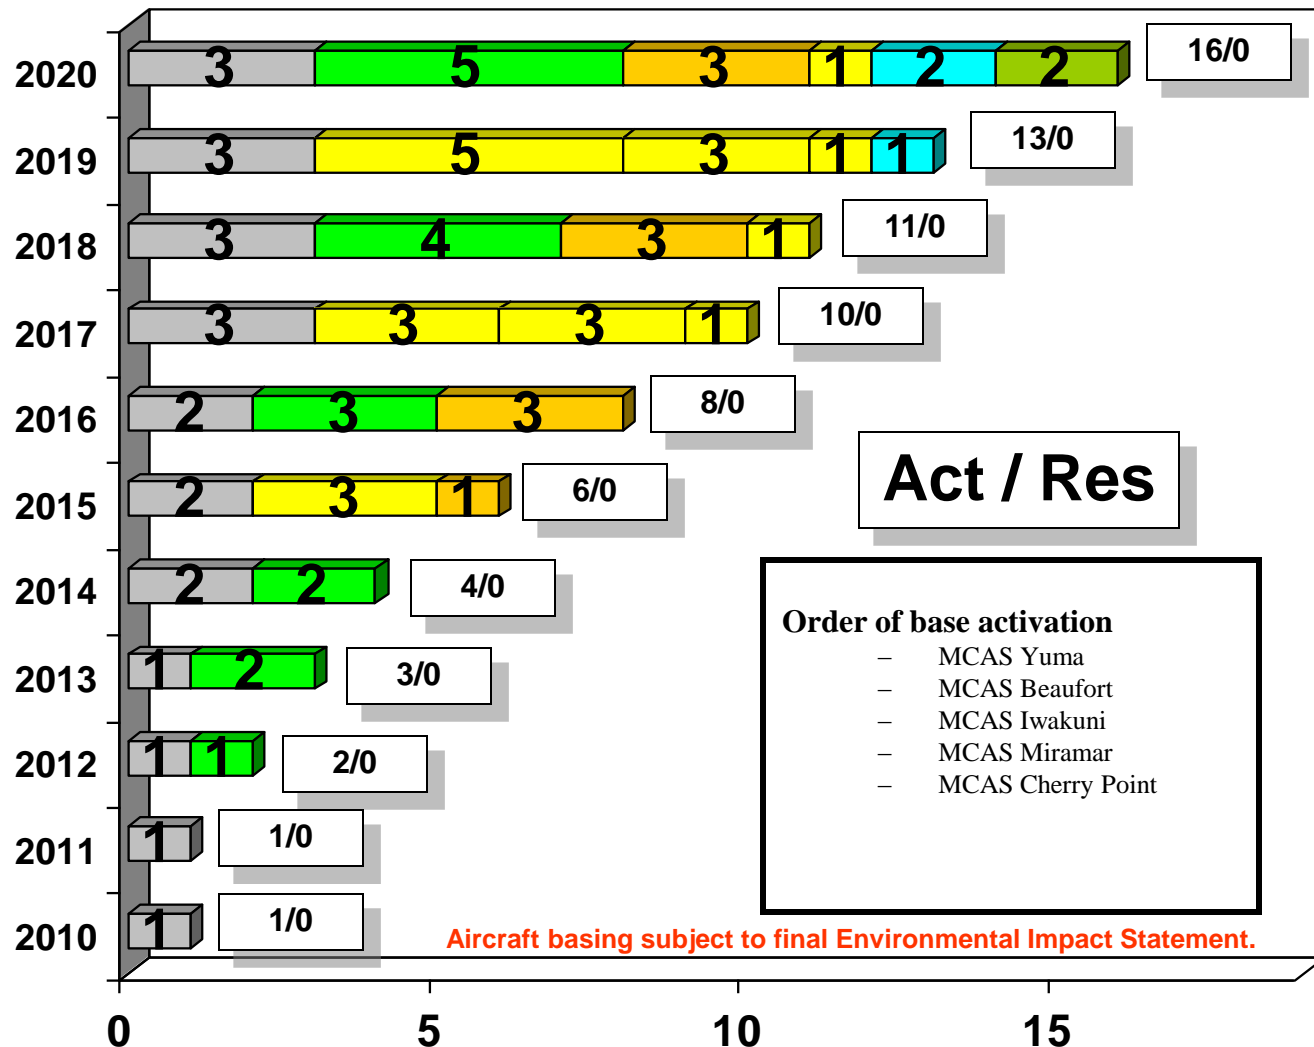 2020 3 5 3 1 2 2 16/0
2019 3 5 3 1 1 13/0
2018 3 4 3 1 11/0
2017 3 3 3 1 10/0
2016 2 3 3 8/0
2015 2 3 1 6/0
2014 2 2 4/0
2013 1 2 3/0
2012 1 1 2/0
2011 1 1/0
2010 1 1/0
Act / Res
Order of base activation
– MCAS Yuma
– MCAS Beaufort
– MCAS Iwakuni
– MCAS Miramar
– MCAS Cherry Point
Aircraft basing subject to final Environmental Impact Statement.
0 5 10 15